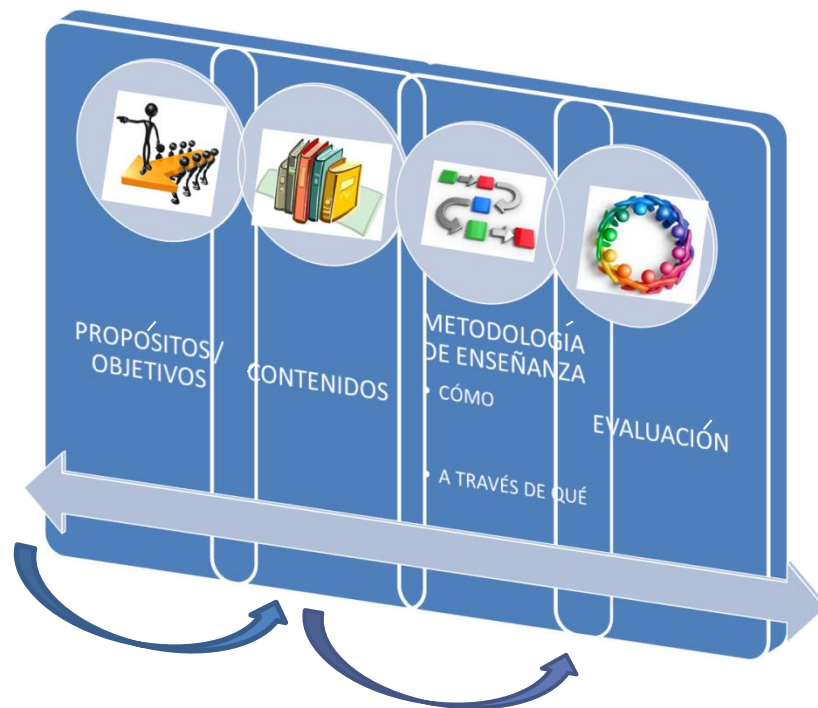 PROPÓSITOS/
OBJETIVOS
CONTENIDOS
METODOLOGÍA
DE ENSEÑANZA
• CÓMO
• A TRAVÉS DE QUÉ
EVALUACIÓN